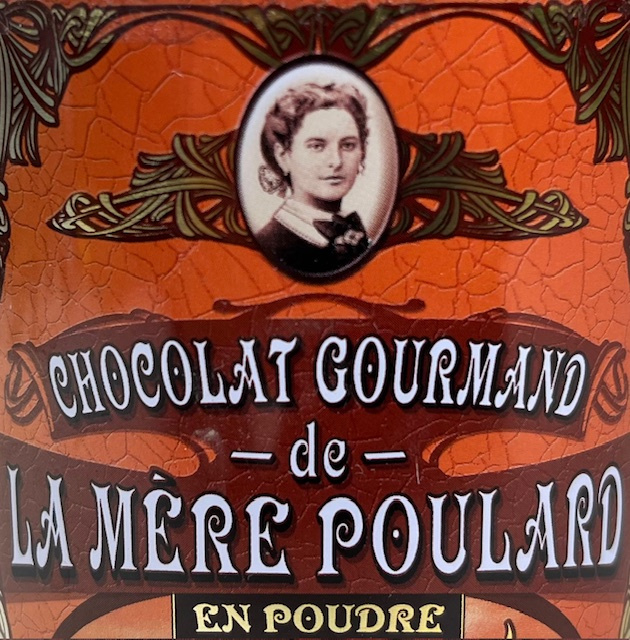 CHOCOLAT GOURMAND
– de –
LA MÈRE POULARD
EN POUDRE